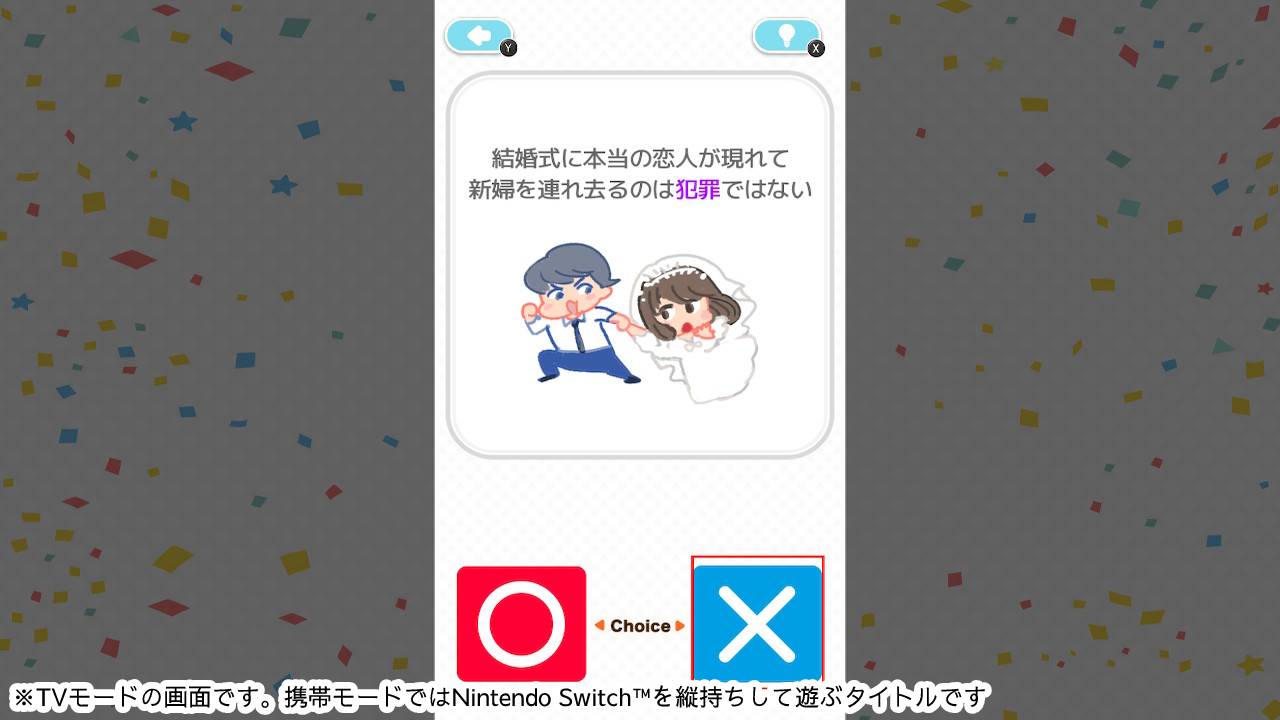 Y
X
結婚式に本当の恋人が現れて
新婦を連れ去るのは犯罪ではない
Choice
※TVモードの画面です。携帯モードではNintendo Switch™を縦持ちして遊ぶタイトルです